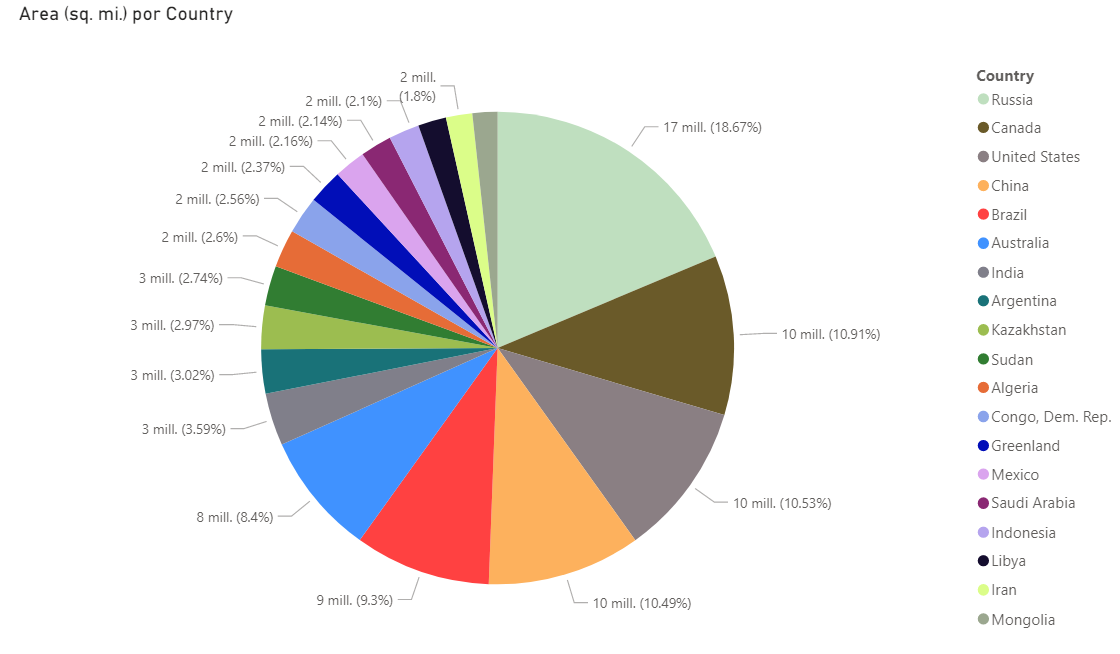 Area (sq. mi.) por Country
2 mill.
(1.8%)
2 mill. (2.1%)
2 mill. (2.14%)
2 mill. (2.16%)
2 mill. (2.37%)
2 mill. (2.56%)
2 mill. (2.6%)
3 mill. (2.74%)
3 mill. (2.97%)
3 mill. (3.02%)
3 mill. (3.59%)
8 mill. (8.4%)
9 mill. (9.3%)
17 mill. (18.67%)
10 mill. (10.91%)
10 mill. (10.53%)
10 mill. (10.49%)
Country
Russia
Canada
United States
China
Brazil
Australia
India
Argentina
Kazakhstan
Sudan
Algeria
Congo, Dem. Rep.
Greenland
Mexico
Saudi Arabia
Indonesia
Libya
Iran
Mongolia